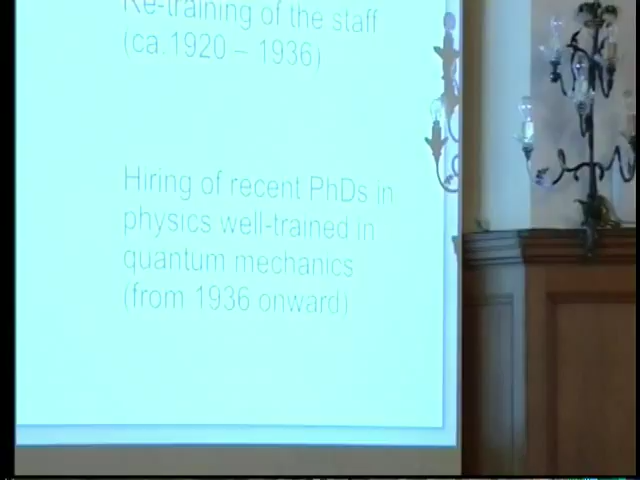 Re-training of the staff
(ca.1920 – 1936)
Hiring of recent PhDs in
physics well-trained in
quantum mechanics
(from 1936 onward)